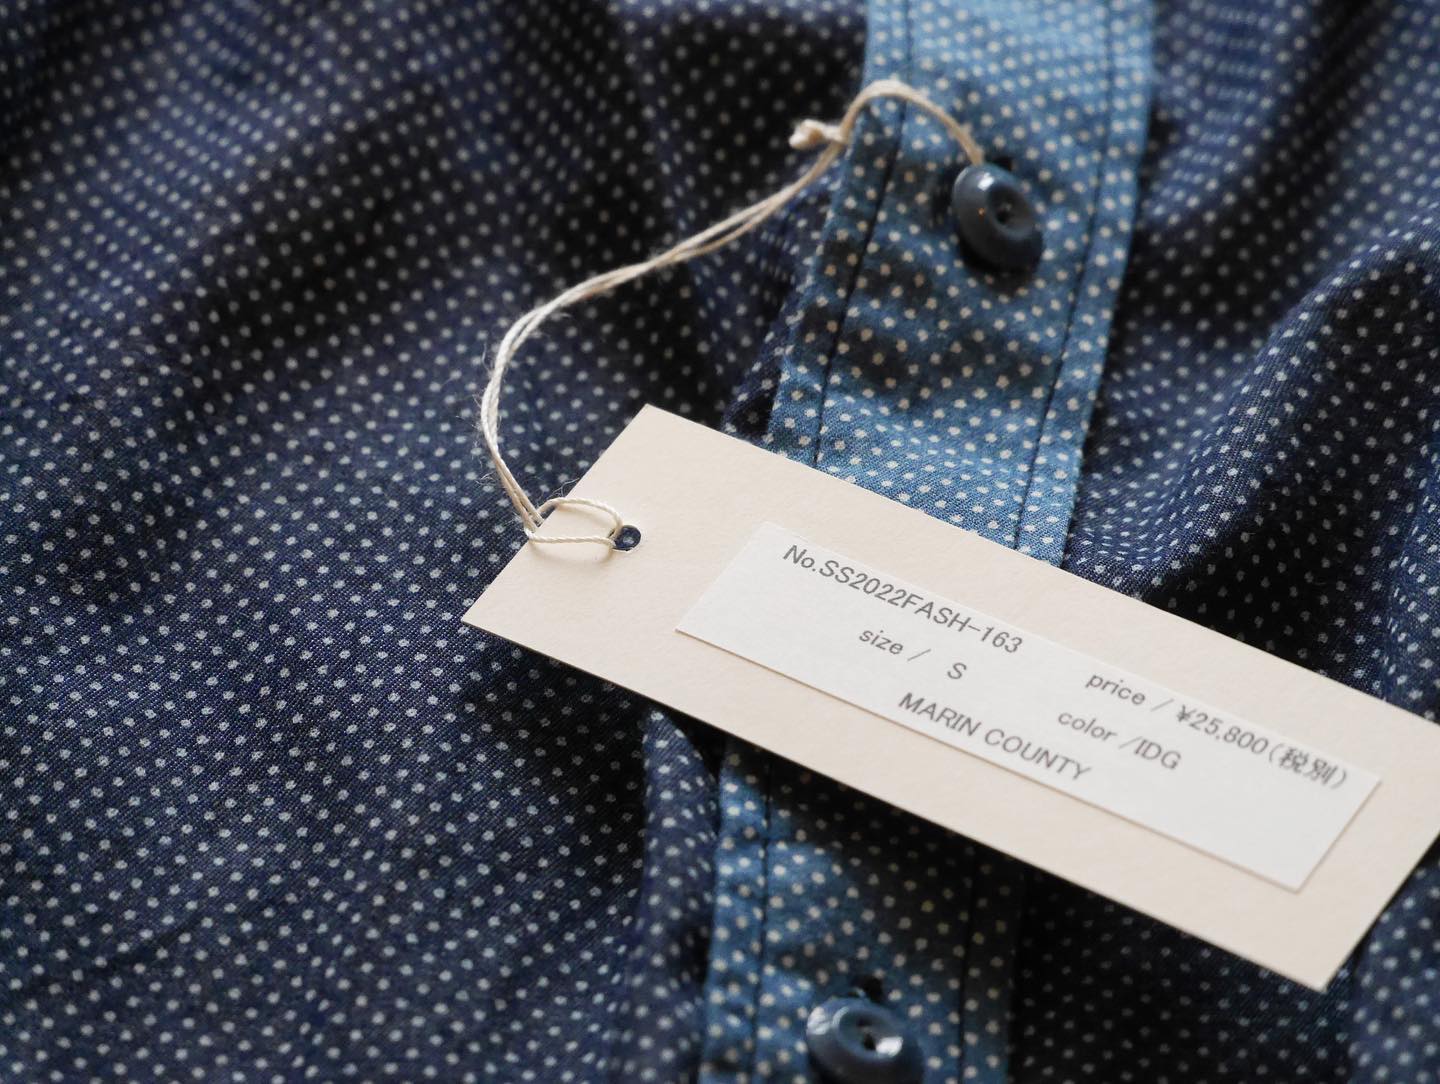 No.SS2022FASH-163
size / S
price / ¥25,800(税別)
color /IDG
MARIN COUNTY